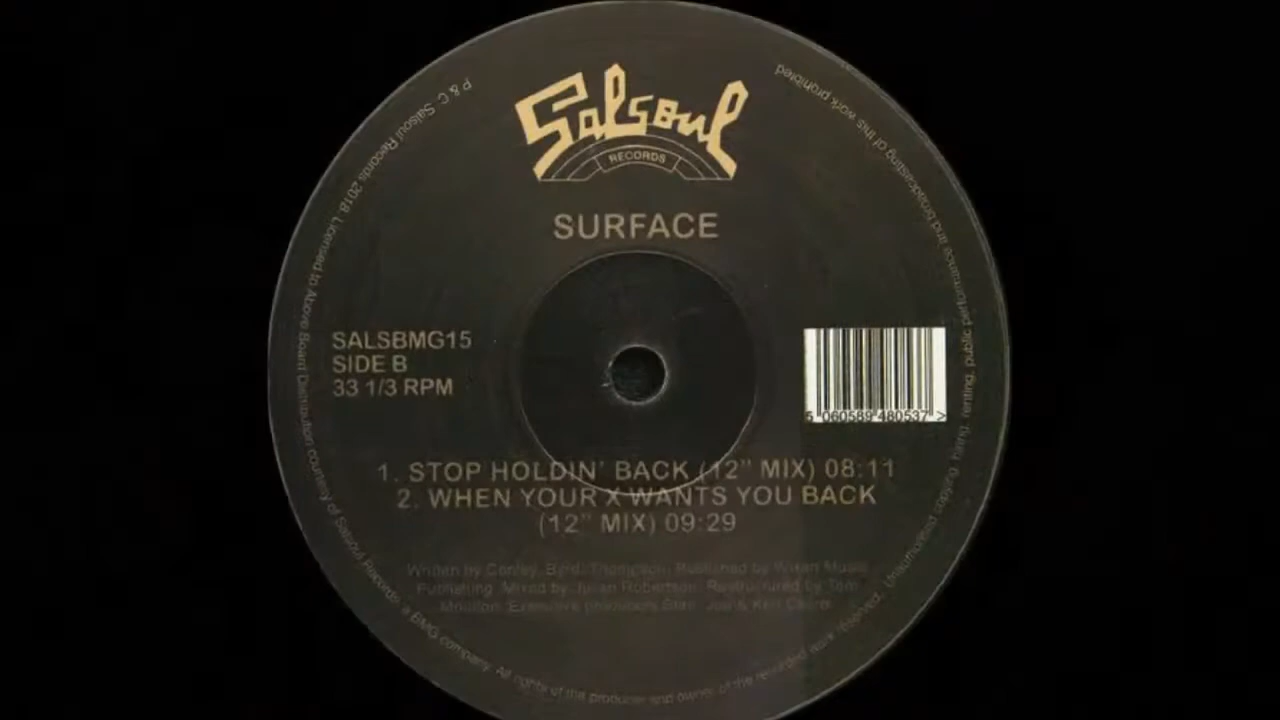 Salsoul
RECORDS
SURFACE
SALSBMG15
SIDE B
33 1/3 RPM
5 060589 480537 >
1. STOP HOLDIN' BACK (12" MIX) 08:11
2. WHEN YOUR X WANTS YOU BACK
(12" MIX) 09:29
Written by Conley, Byrd, Thompson. Published by Music
Publishing. Mixed by Julian Robertson. Restructured by Tom
Moulton. Executive producers Stan, Joe & Ken Cayre
P & C Salsoul Records 2018. Licensed to Above Board Distribution courtesy of Salsoul Records, a BMG company. All rights of the producer and owner of the recorded work reserved. Unauthorised copying, hiring, renting, public performance and broadcasting of this work prohibited